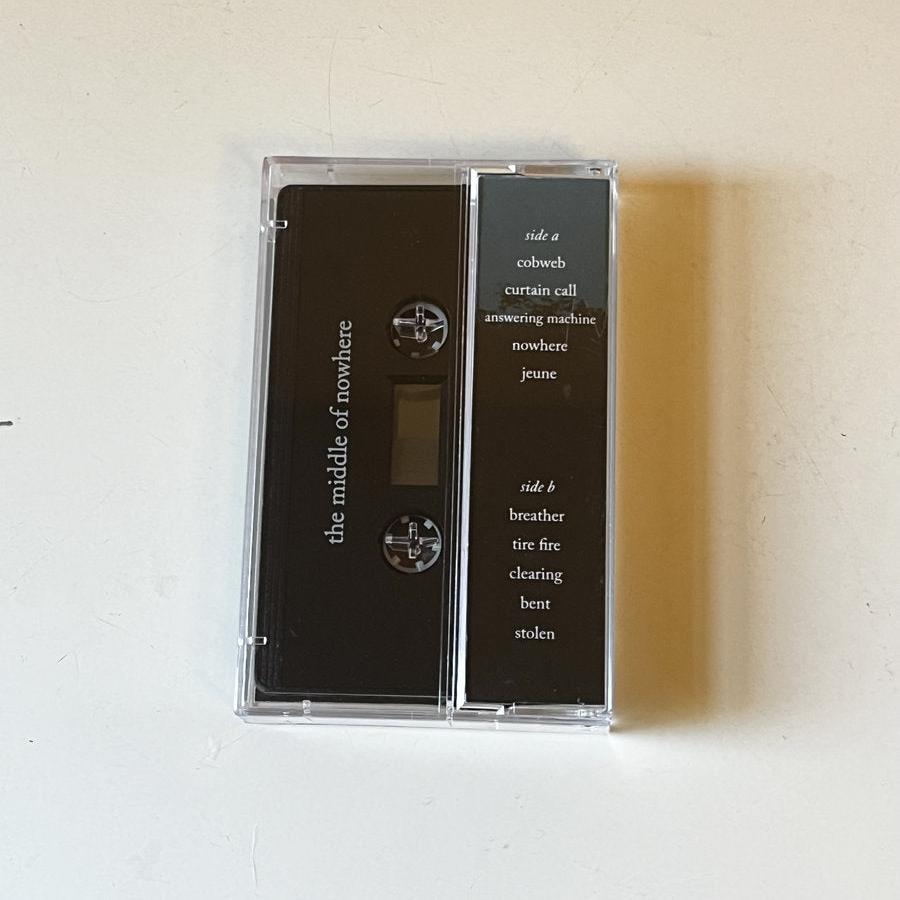 the middle of nowhere
side a
cobweb
curtain call
answering machine
nowhere
jeune
side b
breather
tire fire
clearing
bent
stolen